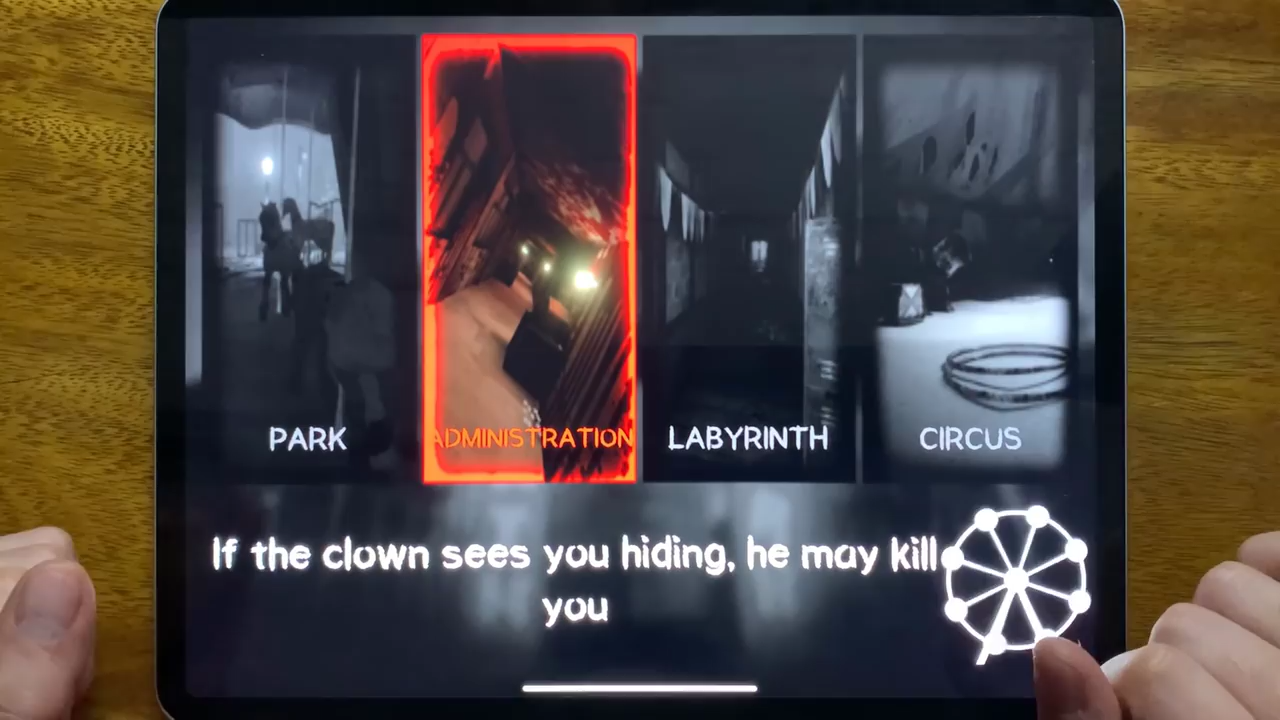 PARK
ADMINISTRATION
LABYRINTH
CIRCUS
If the clown sees you hiding, he may kill
you